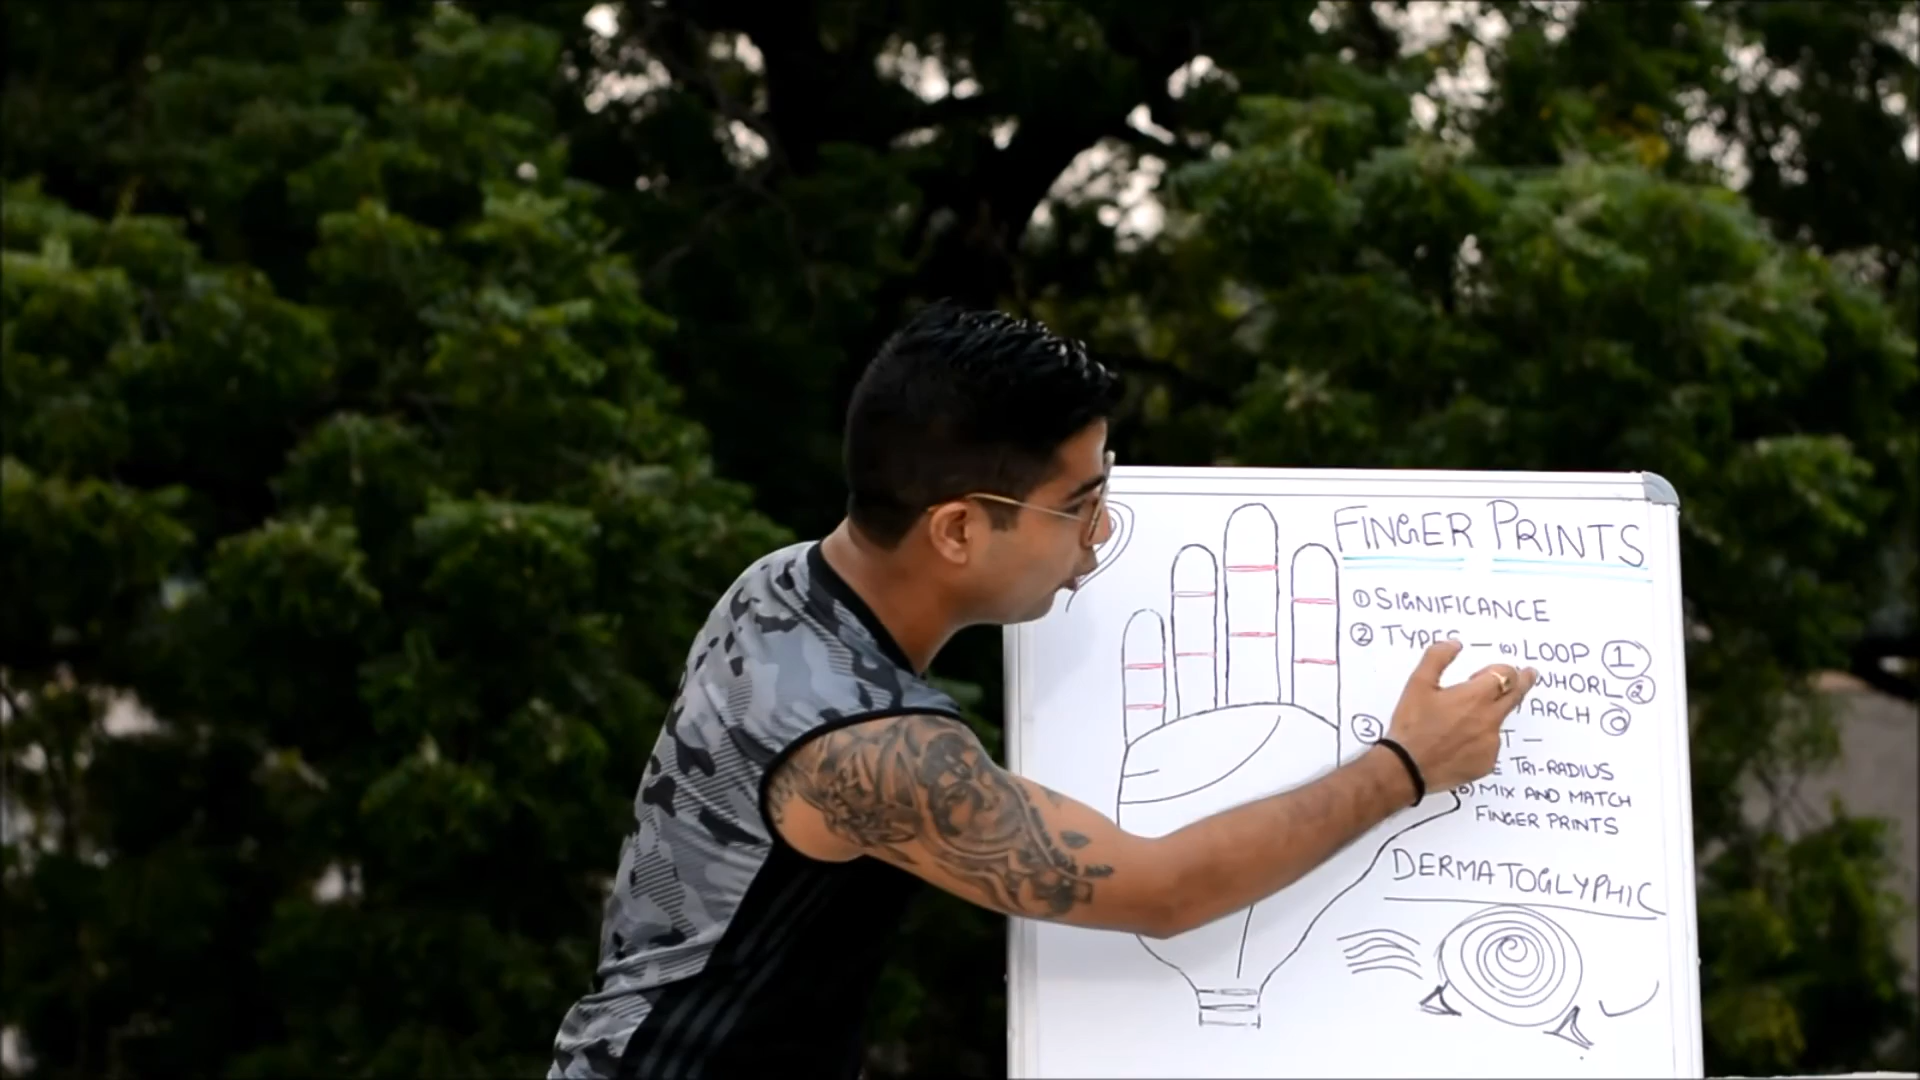 FINGER PRINTS
① SIGNIFICANCE
② TYPES — (a) LOOP ①
WHORL ②
ARCH ⓪
③ T —
TRI-RADIUS
(b) MIX AND MATCH
FINGER PRINTS
DERMATOGLYPHIC